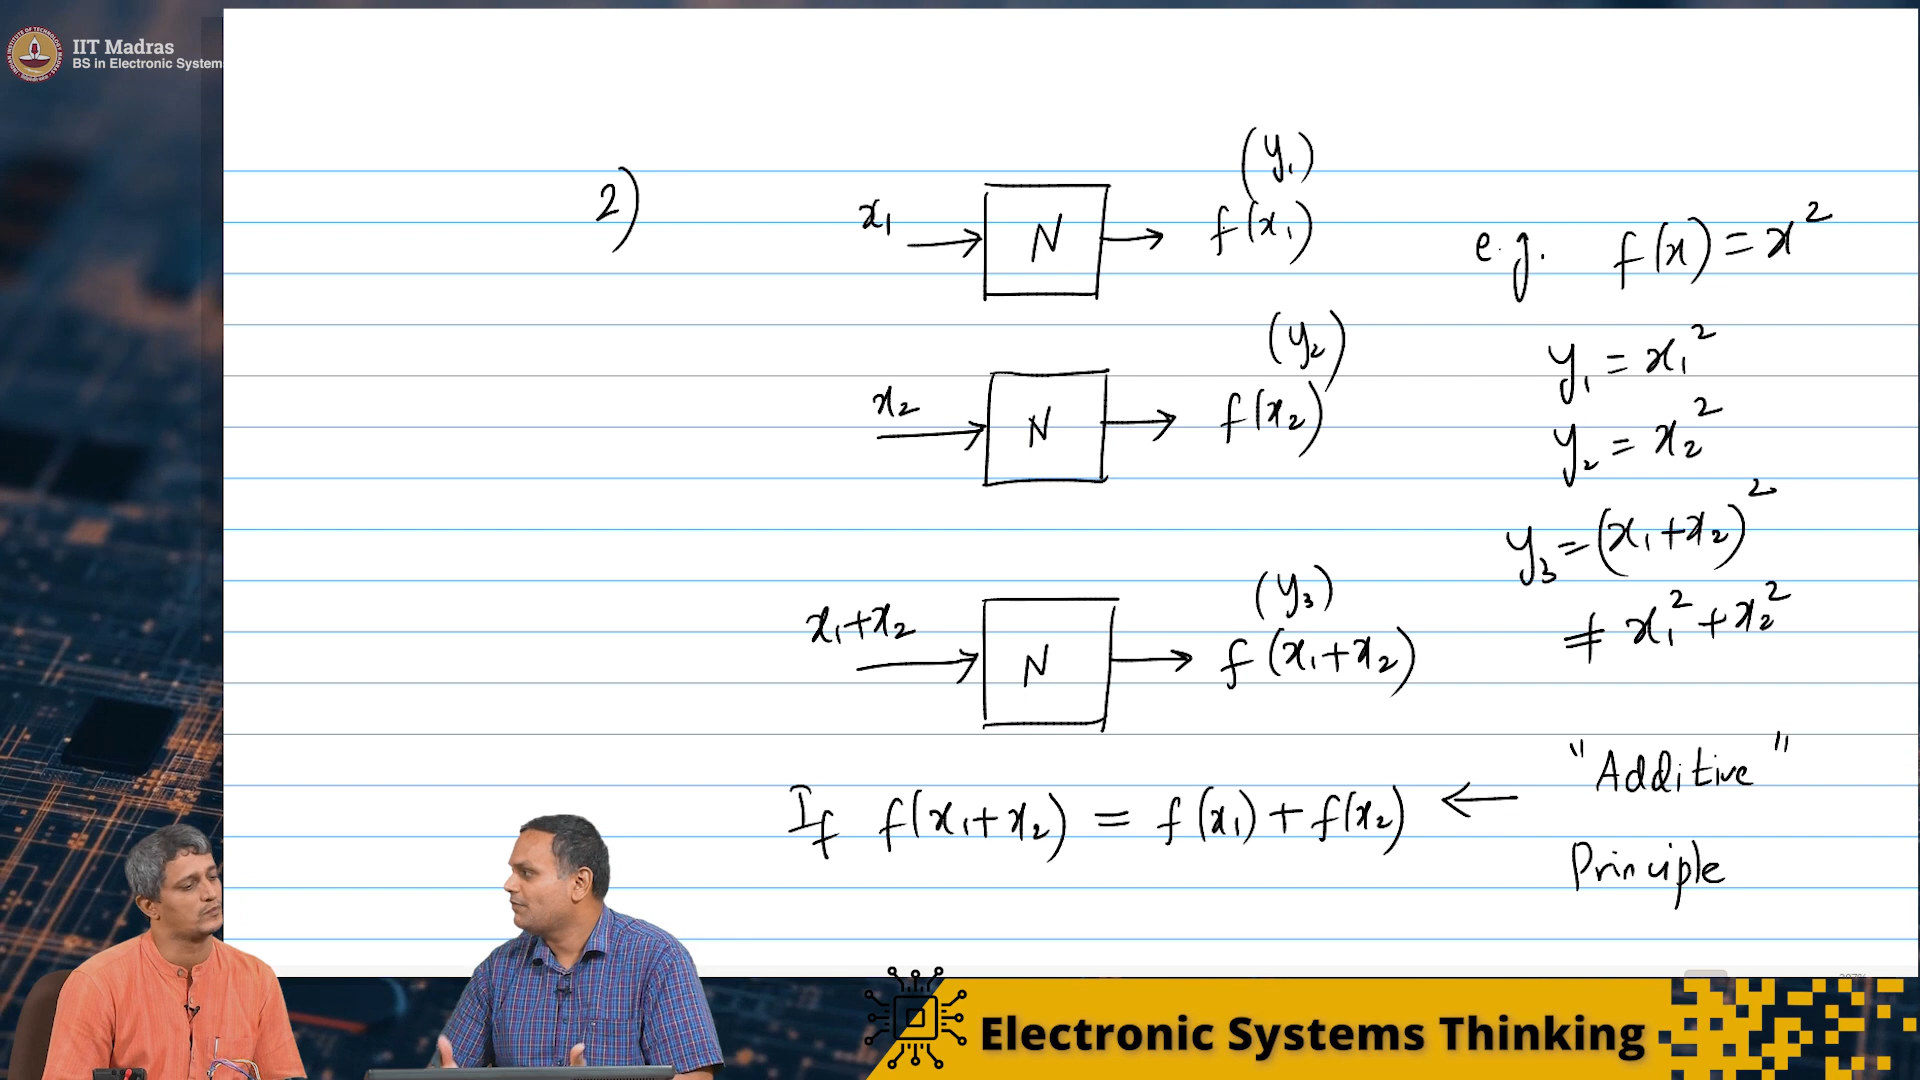 IIT Madras
BS in Electronic System
2)
x₁ N (y₁) f(x₁)
e.g. f(x) = x²
x₂ N (y₂) f(x₂)
y₁ = x₁²
y₂ = x₂²
y₃ = (x₁+x₂)²
≠ x₁² + x₂²
x₁+x₂ N (y₃) f(x₁+x₂)
If f(x₁+x₂) = f(x₁) + f(x₂) ← "Additive"
Principle
Electronic Systems Thinking